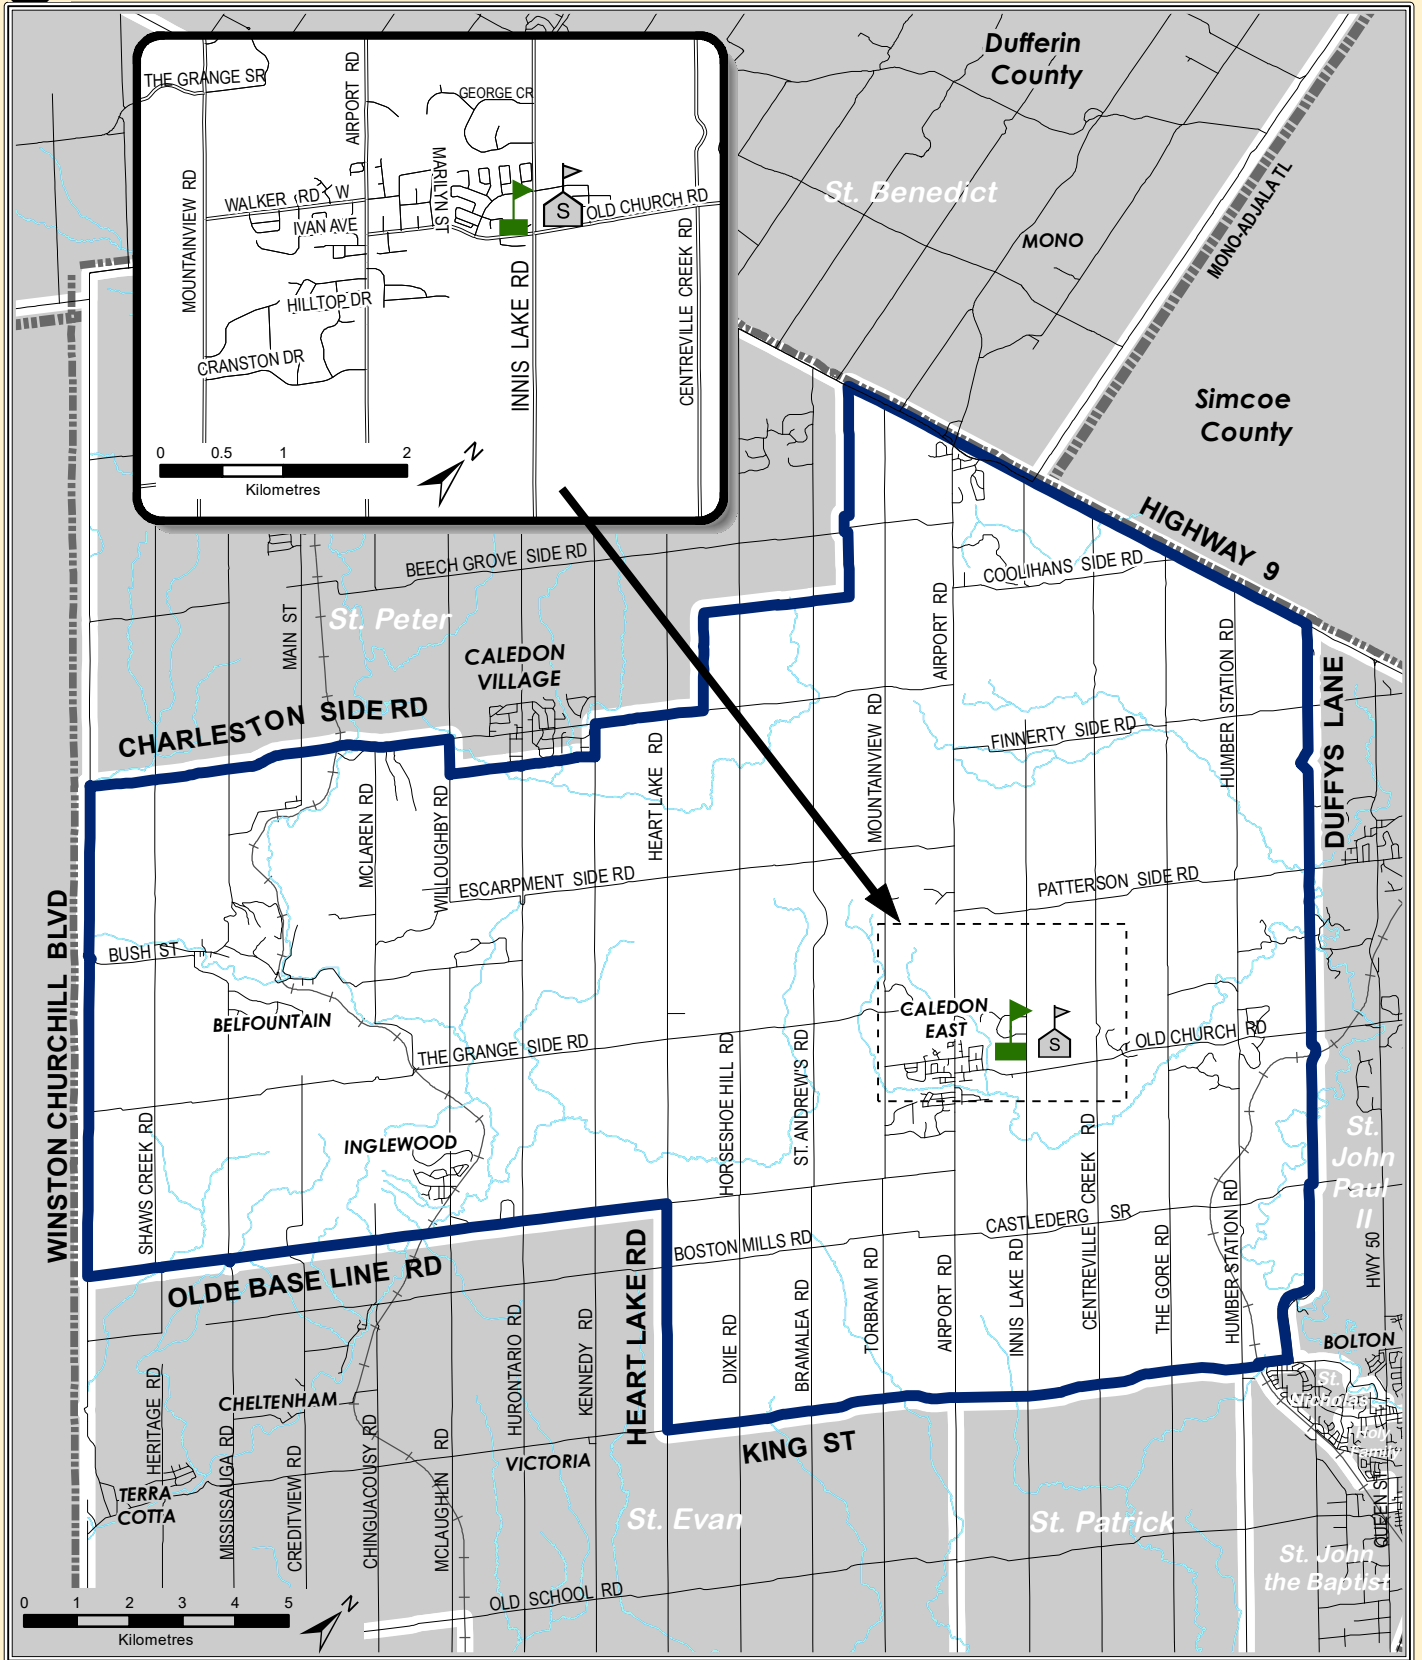 Dufferin
County
THE GRANGE SR
AIRPORT RD
GEORGE CR
MARILYN ST
MOUNTAINVIEW RD
WALKER RD W
IVAN AVE
S
OLD CHURCH RD
HILLTOP DR
CRANSTON DR
INNIS LAKE RD
CENTREVILLE CREEK RD
0 0.5 1 2
Kilometres
N
St. Benedict
MONO
MONO-ADJALA TL
Simcoe
County
HIGHWAY 9
BEECH GROVE SIDE RD
COOLIHANS SIDE RD
MAIN ST
St. Peter
AIRPORT RD
CALEDON
VILLAGE
HUMBER STATION RD
DUFFYS LANE
CHARLESTON SIDE RD
HEART LAKE RD
MOUNTAINVIEW RD
FINNERTY SIDE RD
MCLAREN RD
WILLOUGHBY RD
ESCARPMENT SIDE RD
PATTERSON SIDE RD
WINSTON CHURCHILL BLVD
BUSH ST
BELFOUNTAIN
CALEDON
EAST
S
OLD CHURCH RD
THE GRANGE SIDE RD
HORSESHOE HILL RD
ST. ANDREW'S RD
SHAWS CREEK RD
INGLEWOOD
CENTREVILLE CREEK RD
St.
John
Paul
II
HUMBER STATION RD
CASTLEDERG SR
BOSTON MILLS RD
OLDE BASE LINE RD
HEART LAKE RD
HWY 50
DIXIE RD
BRAMALEA RD
TORBRAM RD
AIRPORT RD
INNIS LAKE RD
THE GORE RD
HURONTARIO RD
KENNEDY RD
BOLTON
St.
Nicholas
Holy
Family
HERITAGE RD
CHELTENHAM
MISSISSAUGA RD
CREDITVIEW RD
CHINGUACOUSY RD
MCLAUGHLIN RD
VICTORIA
KING ST
TERRA
COTTA
QUEEN ST
St. Evan
St. Patrick
St. John
the Baptist
OLD SCHOOL RD
0 1 2 3 4 5
Kilometres
N